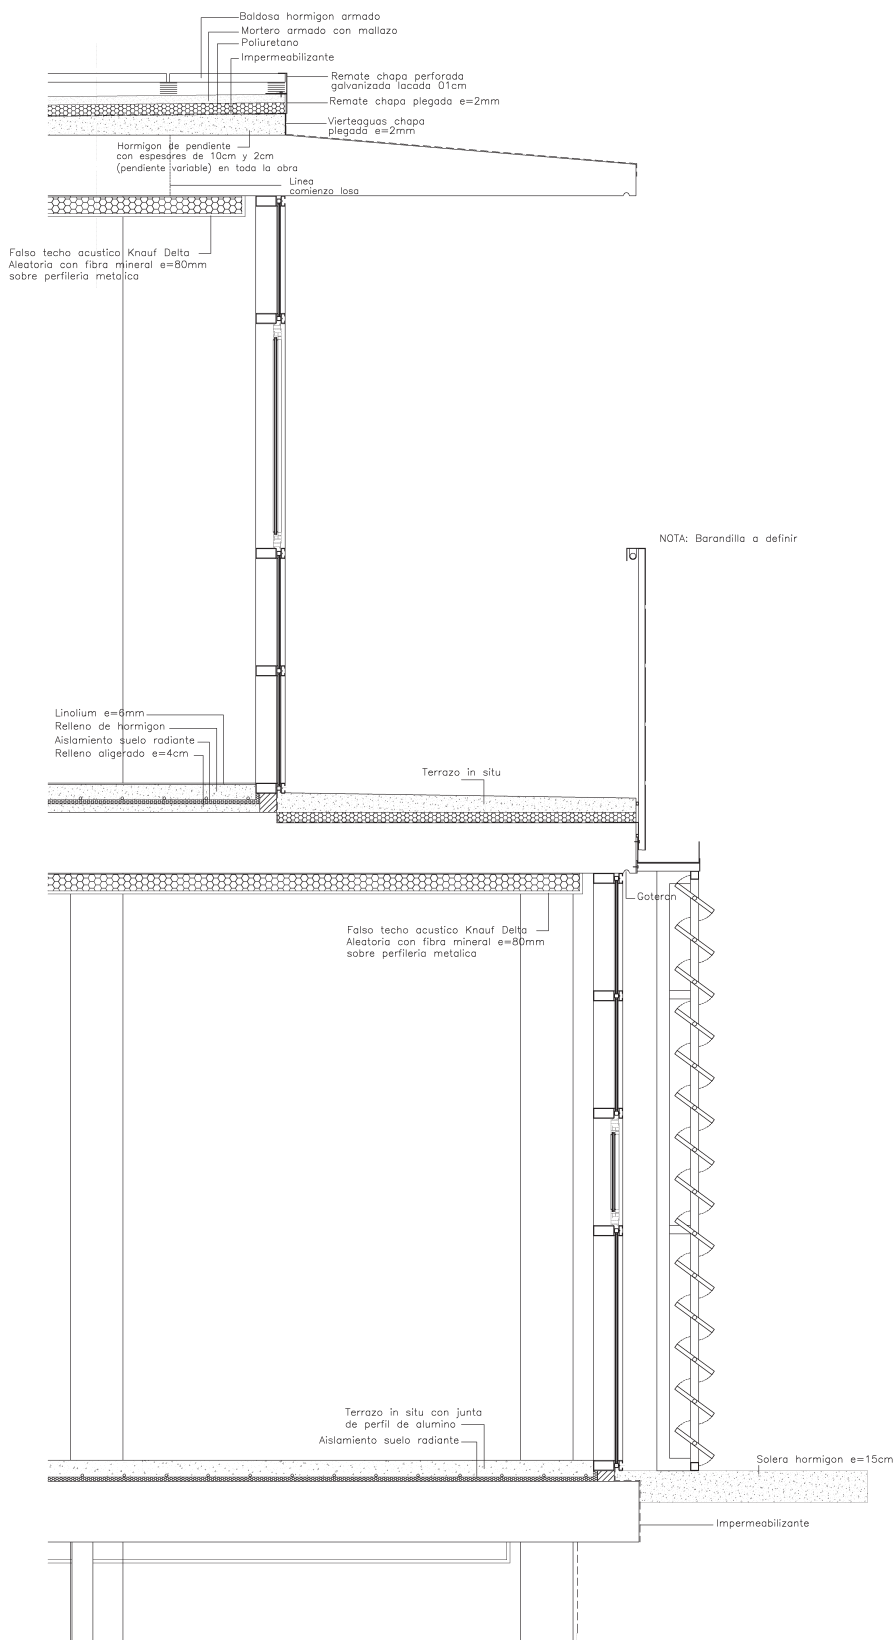 Baldosa hormigon armado
Mortero armado con mallazo
Poliuretano
Impermeabilizante
Remate chapa perforada
galvanizada lacada 01cm
Remate chapa plegada e=2mm
Vierteaguas chapa
plegada e=2mm
Hormigon de pendiente
con espesores de 10cm y 2cm
(pendiente variable) en toda la obra
Linea
comienzo losa
Falso techo acustico Knauf Delta
Aleatoria con fibra mineral e=80mm
sobre perfileria metalica
NOTA: Barandilla a definir
Linolium e=6mm
Relleno de hormigon
Aislamiento suelo radiante
Relleno aligerado e=4cm
Terrazo in situ
Goteron
Falso techo acustico Knauf Delta
Aleatoria con fibra mineral e=80mm
sobre perfileria metalica
Terrazo in situ con junta
de perfil de alumino
Aislamiento suelo radiante
Solera hormigon e=15cm
Impermeabilizante